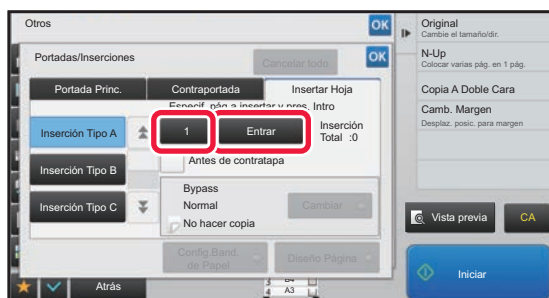 Otros
OK
Portadas/Inserciones
Cancelar todo
OK
Portada Princ.
Contraportada
Insertar Hoja
Especif. pág a insertar y pres. Intro
Inserción Tipo A
1
Entrar
Inserción
Total :0
Antes de contratapa
Inserción Tipo B
Inserción Tipo C
Bypass
Normal
No hacer copia
Cambiar
Config Band.
de Papel
Diseño Página
Atrás
A3
Original
Cambie el tamaño/dir.
N-Up
Colocar varias pág. en 1 pág.
Copia A Doble Cara
Camb. Margen
Desplaz. posic. para margen
Vista previa
CA
Iniciar